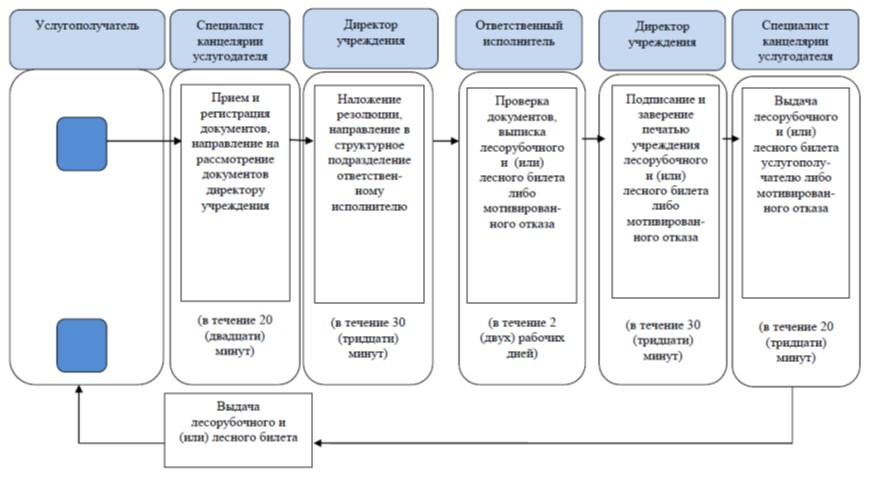 Услугополучатель
Специалист
канцелярии
услугодателя
Директор
учреждения
Ответственный
исполнитель
Директор
учреждения
Специалист
канцелярии
услугодателя
Прием и
регистрация
документов,
направление на
рассмотрение
документов
директору
учреждения
Наложение
резолюции,
направление в
структурное
подразделение
ответствен-
ному
исполнителю
Проверка
документов,
выписка
лесорубочного
и (или)
лесного билета
либо
мотивирован-
ного отказа
Подписание и
заверение
печатью
учреждения
лесорубочного
и (или)
лесного билета
либо
мотивирован-
ного отказа
Выдача
лесорубочного
и (или)
лесного билета
услугополу-
чателю либо
мотивирован-
ного отказа
(в течение 20
(двадцати)
минут)
(в течение 30
(тридцати)
минут)
(в течение 2
(двух) рабочих
дней)
(в течение 30
(тридцати)
минут)
(в течение 20
(тридцати)
минут)
Выдача
лесорубочного и
(или) лесного билета